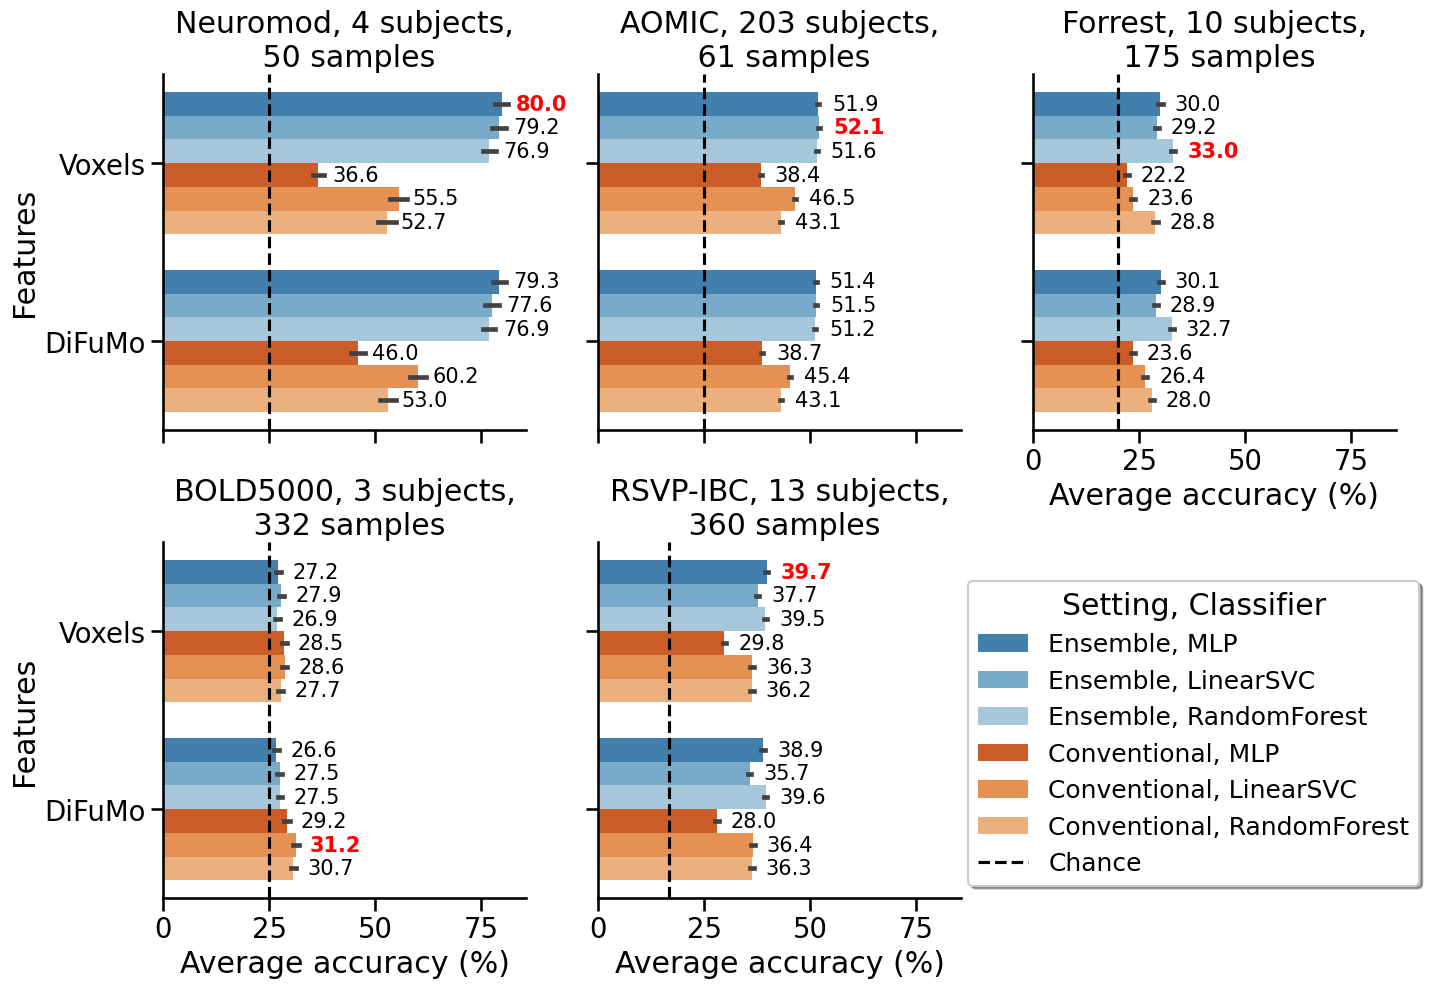 Neuromod, 4 subjects,
50 samples
AOMIC, 203 subjects,
61 samples
Forrest, 10 subjects,
175 samples
Features
Voxels
80.0
79.2
76.9
36.6
55.5
52.7
DiFuMo
79.3
77.6
76.9
46.0
60.2
53.0
51.9
52.1
51.6
38.4
46.5
43.1
51.4
51.5
51.2
38.7
45.4
43.1
30.0
29.2
33.0
22.2
23.6
28.8
30.1
28.9
32.7
23.6
26.4
28.0
0 25 50 75
Average accuracy (%)
BOLD5000, 3 subjects,
332 samples
RSVP-IBC, 13 subjects,
360 samples
Features
Voxels
27.2
27.9
26.9
28.5
28.6
27.7
DiFuMo
26.6
27.5
27.5
29.2
31.2
30.7
0 25 50 75
Average accuracy (%)
39.7
37.7
39.5
29.8
36.3
36.2
38.9
35.7
39.6
28.0
36.4
36.3
0 25 50 75
Average accuracy (%)
Setting, Classifier
Ensemble, MLP
Ensemble, LinearSVC
Ensemble, RandomForest
Conventional, MLP
Conventional, LinearSVC
Conventional, RandomForest
Chance